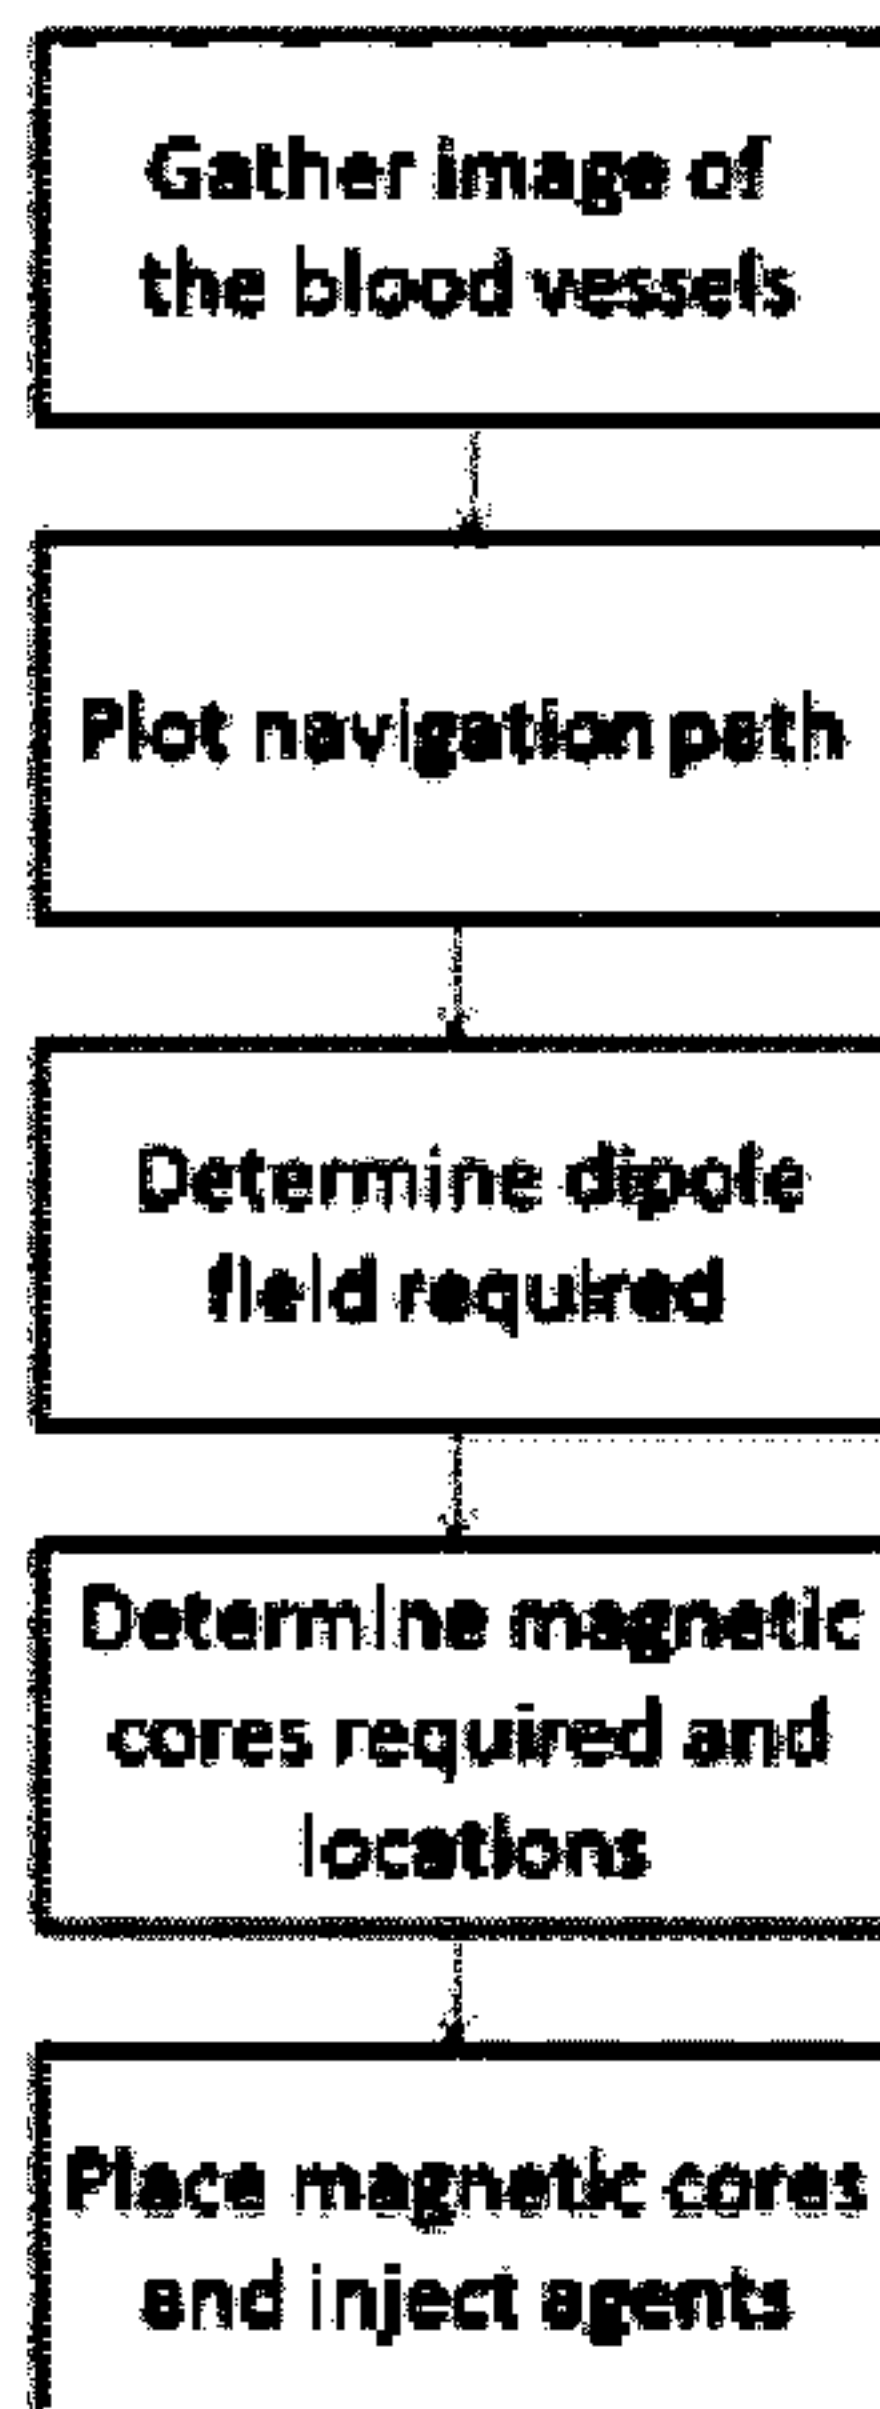 Gather image of
the blood vessels
Plot navigation path
Determine dipole
field required
Determine magnetic
cores required and
locations
Place magnetic cores
and inject agents